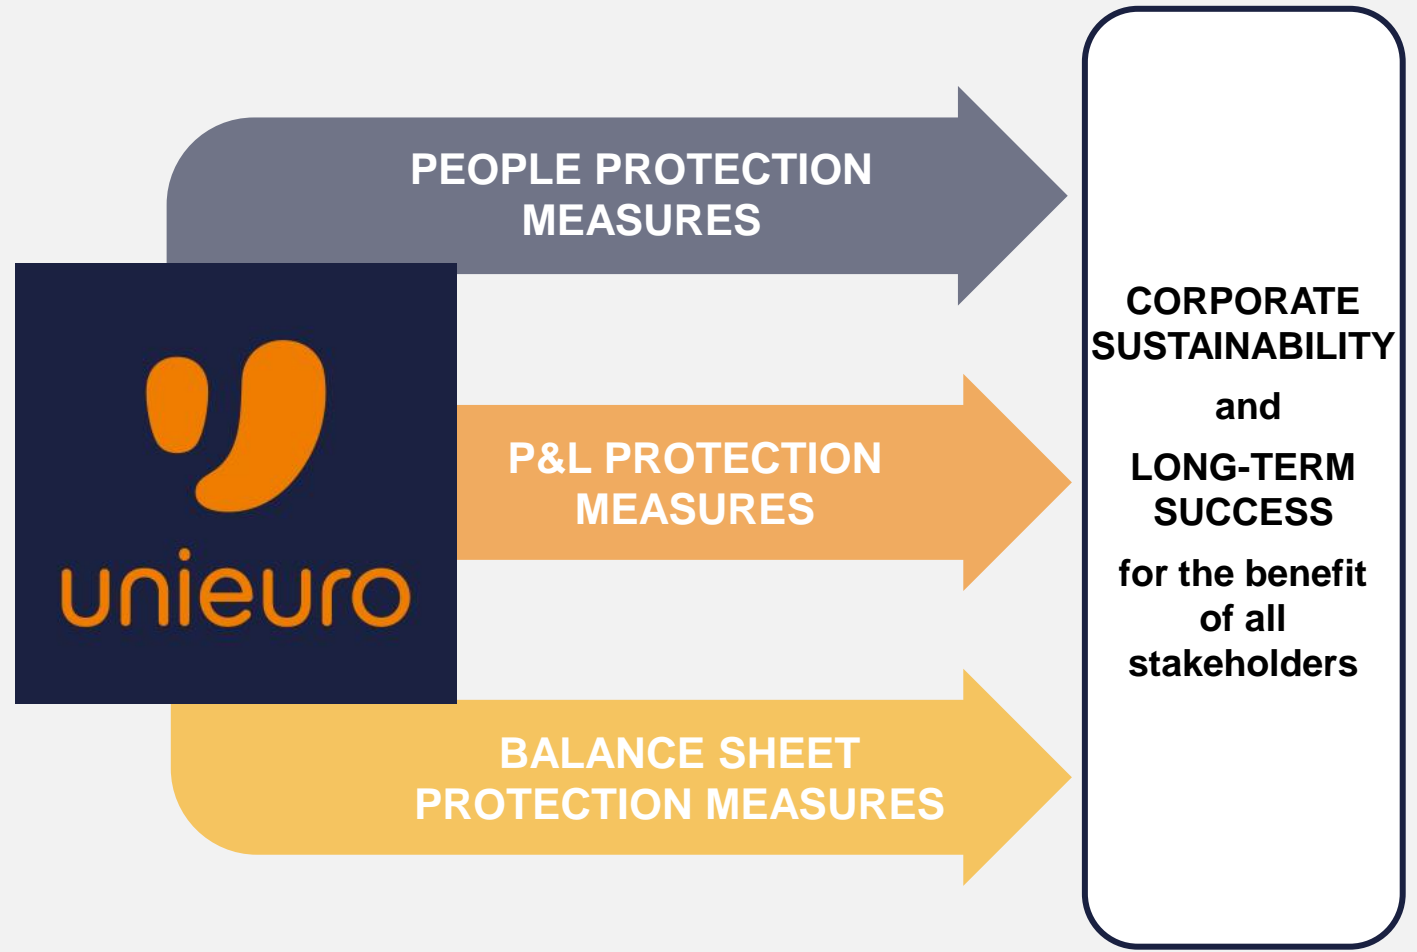 PEOPLE PROTECTION
MEASURES
unieuro
P&L PROTECTION
MEASURES
BALANCE SHEET
PROTECTION MEASURES
CORPORATE
SUSTAINABILITY
and
LONG-TERM
SUCCESS
for the benefit
of all
stakeholders